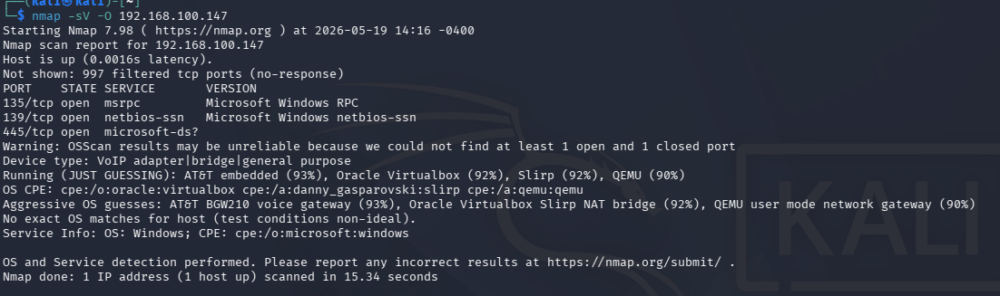 ┌──(kali㉿kali)-[~]
└─$ nmap -sV -O 192.168.100.147
Starting Nmap 7.98 ( https://nmap.org ) at 2026-05-19 14:16 -0400
Nmap scan report for 192.168.100.147
Host is up (0.0016s latency).
Not shown: 997 filtered tcp ports (no-response)
PORT    STATE SERVICE       VERSION
135/tcp open  msrpc         Microsoft Windows RPC
139/tcp open  netbios-ssn   Microsoft Windows netbios-ssn
445/tcp open  microsoft-ds?
Warning: OSScan results may be unreliable because we could not find at least 1 open and 1 closed port
Device type: VoIP adapter|bridge|general purpose
Running (JUST GUESSING): AT&T embedded (93%), Oracle Virtualbox (92%), Slirp (92%), QEMU (90%)
OS CPE: cpe:/o:oracle:virtualbox cpe:/a:danny_gasparovski:slirp cpe:/a:qemu:qemu
Aggressive OS guesses: AT&T BGW210 voice gateway (93%), Oracle Virtualbox Slirp NAT bridge (92%), QEMU user mode network gateway (90%)
No exact OS matches for host (test conditions non-ideal).
Service Info: OS: Windows; CPE: cpe:/o:microsoft:windows

OS and Service detection performed. Please report any incorrect results at https://nmap.org/submit/ .
Nmap done: 1 IP address (1 host up) scanned in 15.34 seconds
KALI